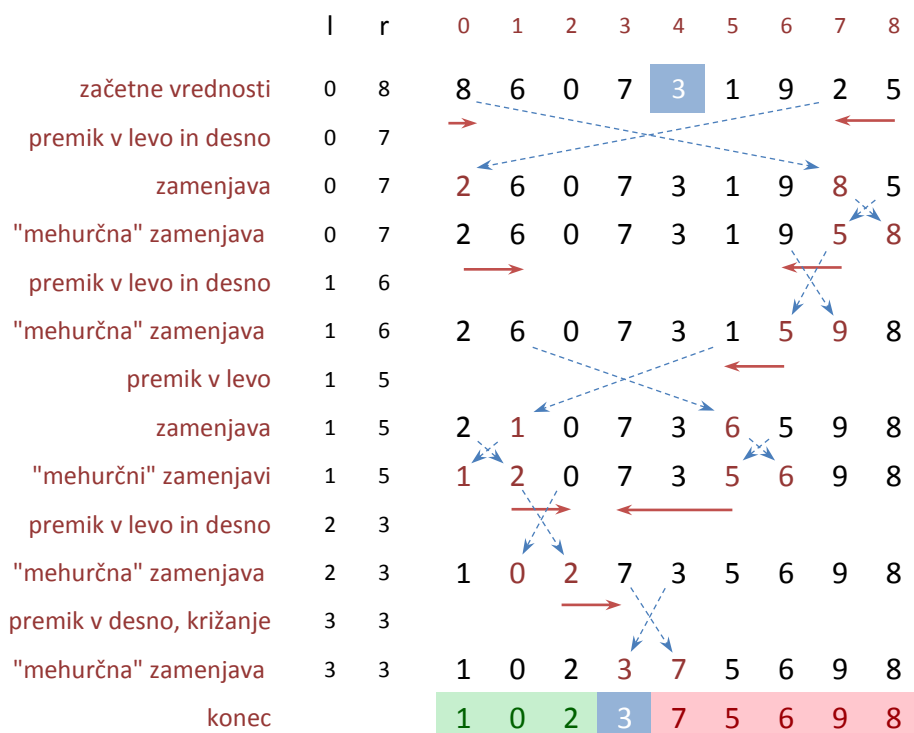 l r 0 1 2 3 4 5 6 7 8
začetne vrednosti 0 8 8 6 0 7 3 1 9 2 5
premik v levo in desno 0 7
zamenjava 0 7 2 6 0 7 3 1 9 8 5
"mehurčna" zamenjava 0 7 2 6 0 7 3 1 9 5 8
premik v levo in desno 1 6
"mehurčna" zamenjava 1 6 2 6 0 7 3 1 5 9 8
premik v levo 1 5
zamenjava 1 5 2 1 0 7 3 6 5 9 8
"mehurčni" zamenjavi 1 5 1 2 0 7 3 5 6 9 8
premik v levo in desno 2 3
"mehurčna" zamenjava 2 3 1 0 2 7 3 5 6 9 8
premik v desno, križanje 3 3
"mehurčna" zamenjava 3 3 1 0 2 3 7 5 6 9 8
konec 1 0 2 3 7 5 6 9 8